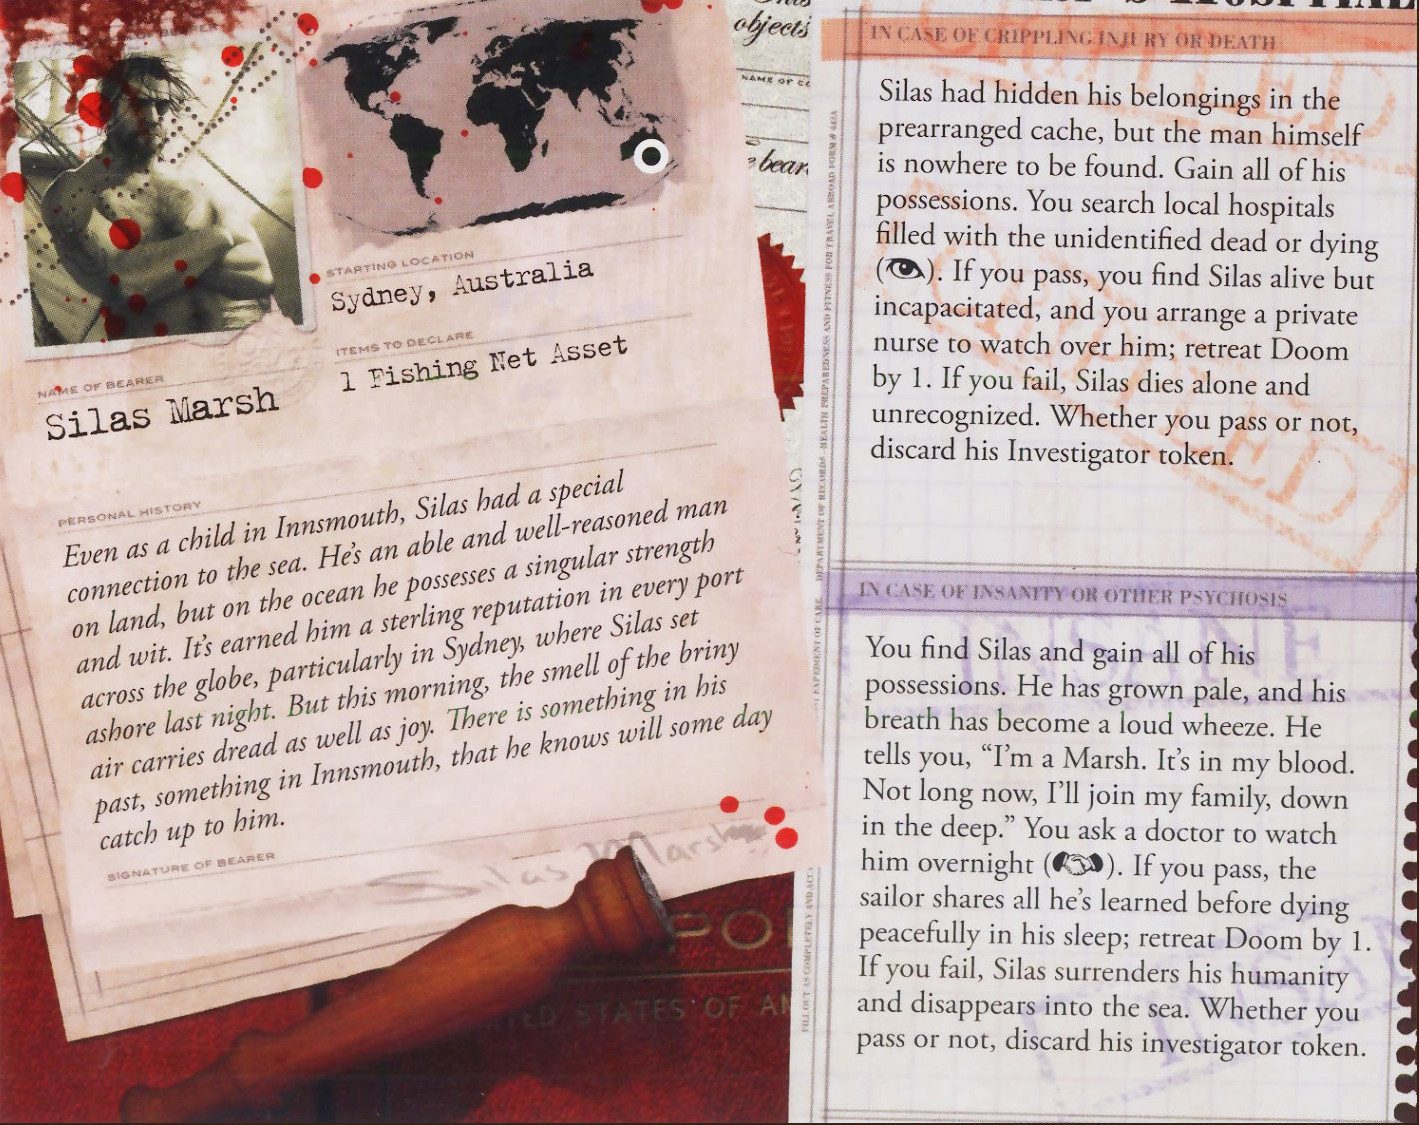 STARTING LOCATION
Sydney, Australia
ITEMS TO DECLARE
1 Fishing Net Asset
NAME OF BEARER
Silas Marsh
PERSONAL HISTORY
Even as a child in Innsmouth, Silas had a special
connection to the sea. He's an able and well-reasoned man
on land, but on the ocean he possesses a singular strength
and wit. It's earned him a sterling reputation in every port
across the globe, particularly in Sydney, where Silas set
ashore last night. But this morning, the smell of the briny
air carries dread as well as joy. There is something in his
past, something in Innsmouth, that he knows will some day
catch up to him.
SIGNATURE OF BEARER
Silas Marsh
STATES OF
objects
NAME OF
bear
IN CASE OF CRIPPLING INJURY OR DEATH
Silas had hidden his belongings in the
prearranged cache, but the man himself
is nowhere to be found. Gain all of his
possessions. You search local hospitals
filled with the unidentified dead or dying
( ). If you pass, you find Silas alive but
incapacitated, and you arrange a private
nurse to watch over him; retreat Doom
by 1. If you fail, Silas dies alone and
unrecognized. Whether you pass or not,
discard his Investigator token.
IN CASE OF INSANITY OR OTHER PSYCHOSIS
INSANE
You find Silas and gain all of his
possessions. He has grown pale, and his
breath has become a loud wheeze. He
tells you, “I'm a Marsh. It's in my blood.
Not long now, I'll join my family, down
in the deep.” You ask a doctor to watch
him overnight ( ). If you pass, the
sailor shares all he's learned before dying
peacefully in his sleep; retreat Doom by 1.
If you fail, Silas surrenders his humanity
and disappears into the sea. Whether you
pass or not, discard his investigator token.